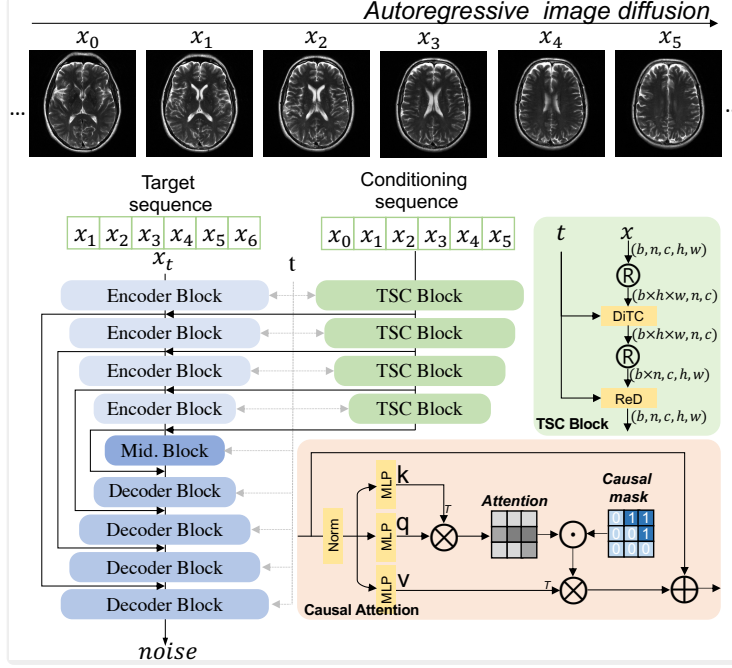 Autoregressive image diffusion
x0 x1 x2 x3 x4 x5
... ..
Target sequence
Conditioning sequence
x1 x2 x3 x4 x5 x6
x0 x1 x2 x3 x4 x5
xt
t
Encoder Block
TSC Block
Encoder Block
TSC Block
Encoder Block
TSC Block
Encoder Block
TSC Block
Mid. Block
Decoder Block
Decoder Block
Decoder Block
Decoder Block
noise
t x
(b, n, c, h, w)
R
(b×h×w, n, c)
DiTC
(b×h×w, n, c)
R
(b×n, c, h, w)
ReD
(b, n, c, h, w)
TSC Block
Norm
MLP k
T
MLP q
MLP v
T
Attention
Causal mask
0 1 1
0 0 1
0 0 0
Causal Attention